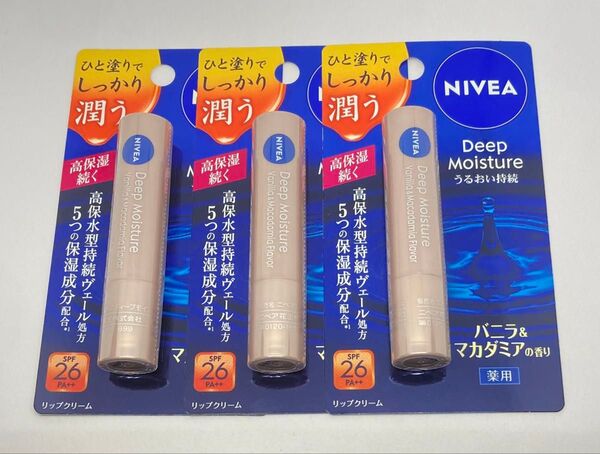 ひと塗りで
しっかり
潤う
高保湿
続く
高保水型持続ヴェール処方
5つの保湿成分配合*1
SPF
26
PA++
リップクリーム
NIVEA
Deep Moisture
Vanilla & Macadamia Flavor
ひと塗りで
しっかり
潤う
高保湿
続く
高保水型持続ヴェール処方
5つの保湿成分配合*1
SPF
26
PA++
リップクリーム
NIVEA
Deep Moisture
Vanilla & Macadamia Flavor
ひと塗りで
しっかり
潤う
高保湿
続く
高保水型持続ヴェール処方
5つの保湿成分配合*1
SPF
26
PA++
リップクリーム
NIVEA
Deep Moisture
Vanilla & Macadamia Flavor
NIVEA
Deep
Moisture
うるおい持続
バニラ&
マカダミアの香り
薬用